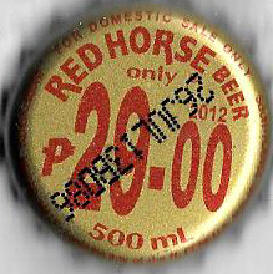 FOR DOMESTIC SALE ONLY
RED HORSE BEER
only
2012
₱20.00
500 ml.